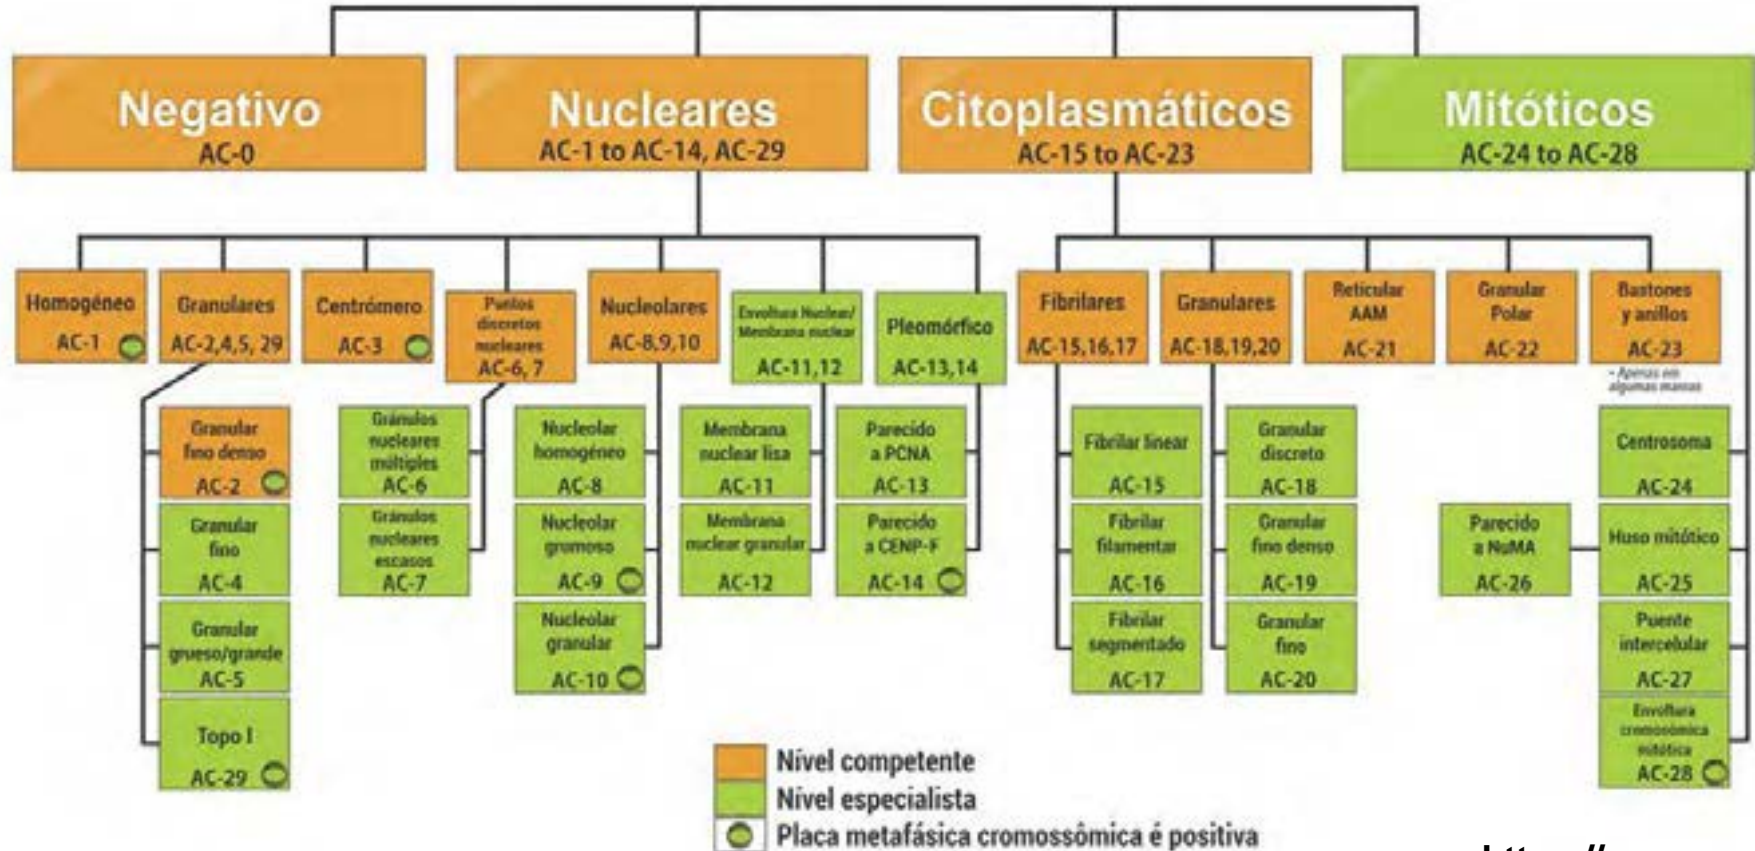 Negativo
AC-0
Nucleares
AC-1 to AC-14, AC-29
Citoplasmáticos
AC-15 to AC-23
Mitóticos
AC-24 to AC-28
Homogéneo
AC-1
Granulares
AC-2,4,5, 29
Centrómero
AC-3
Puntos
discretos
nucleares
AC-6, 7
Nucleolares
AC-8,9,10
Envoltura Nuclear/
Membrana nuclear
AC-11,12
Pleomórfico
AC-13,14
Fibrilares
AC-15,16,17
Granulares
AC-18,19,20
Reticular
AAM
AC-21
Granular
Polar
AC-22
Bastones
y anillos
AC-23
• Apenas em
algumas marcas
Granular
fino denso
AC-2
Granular
fino
AC-4
Granular
grueso/grande
AC-5
Topo I
AC-29
Gránulos
nucleares
múltiples
AC-6
Gránulos
nucleares
escasos
AC-7
Nucleolar
homogéneo
AC-8
Nucleolar
grumoso
AC-9
Nucleolar
granular
AC-10
Membrana
nuclear lisa
AC-11
Membrana
nuclear granular
AC-12
Parecido
a PCNA
AC-13
Parecido
a CENP-F
AC-14
Fibrilar linear
AC-15
Fibrilar
filamentar
AC-16
Fibrilar
segmentado
AC-17
Granular
discreto
AC-18
Granular
fino denso
AC-19
Granular
fino
AC-20
Centrosoma
AC-24
Huso mitótico
AC-25
Parecido
a NuMA
AC-26
Puente
intercelular
AC-27
Envoltura
cromosómica
mitótica
AC-28
Nível competente
Nível especialista
Placa metafásica cromossômica é positiva